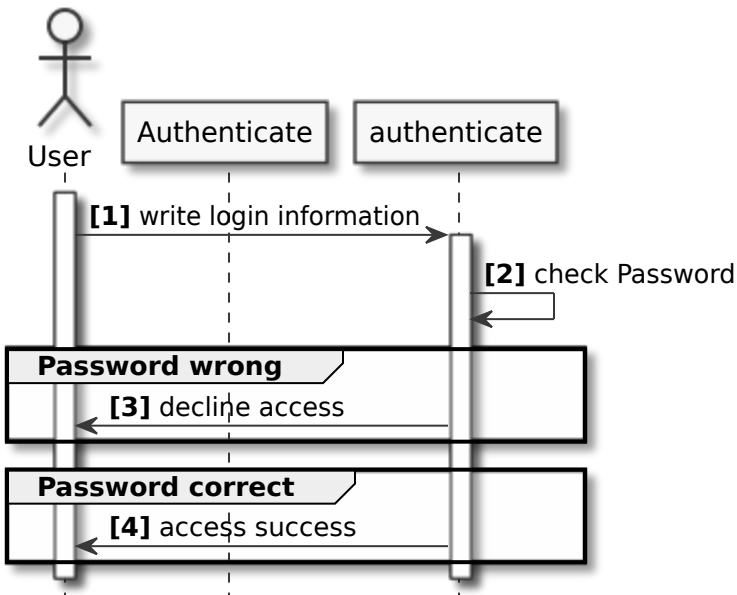 User
Authenticate
authenticate
[1] write login information
[2] check Password
Password wrong
[3] decline access
Password correct
[4] access success